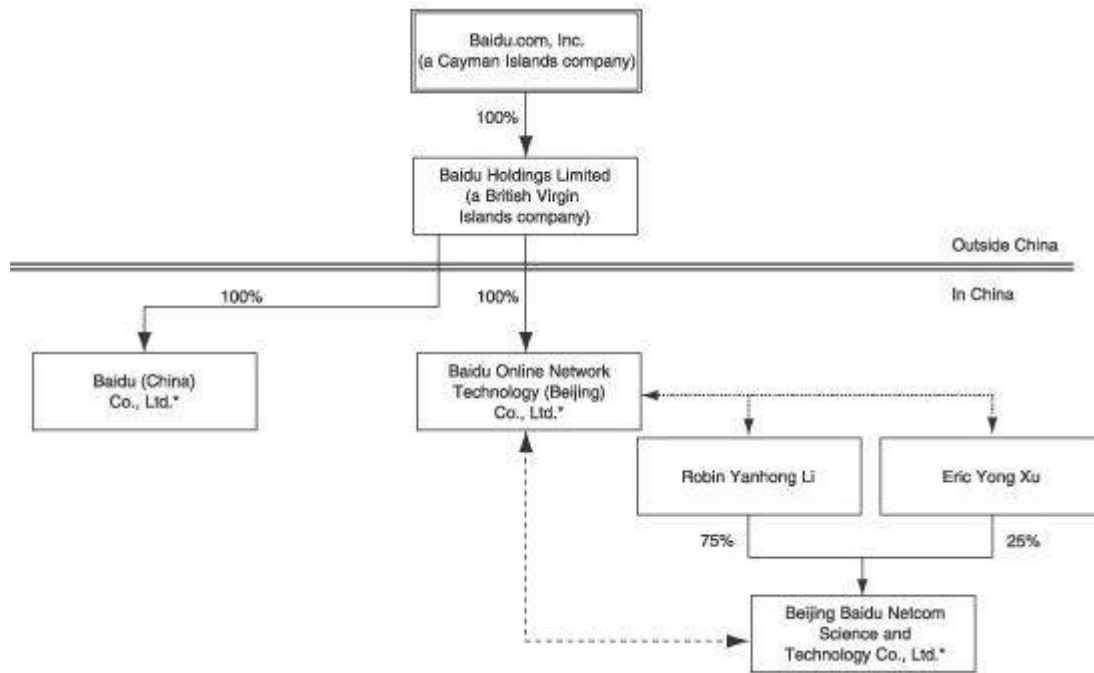 Baidu.com, Inc.
(a Cayman Islands company)
100%
Baidu Holdings Limited
(a British Virgin
Islands company)
Outside China
In China
100%
100%
Baidu (China)
Co., Ltd.*
Baidu Online Network
Technology (Beijing)
Co., Ltd.*
Robin Yanhong Li
Eric Yong Xu
75%
25%
Beijing Baidu Netcom
Science and
Technology Co., Ltd.*